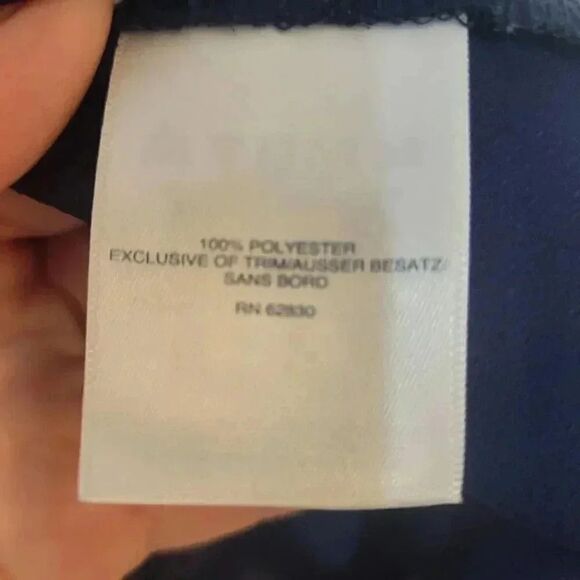 100% POLYESTER
EXCLUSIVE OF TRIM/AUSSER BESATZ/
SANS BORD
RN 62830